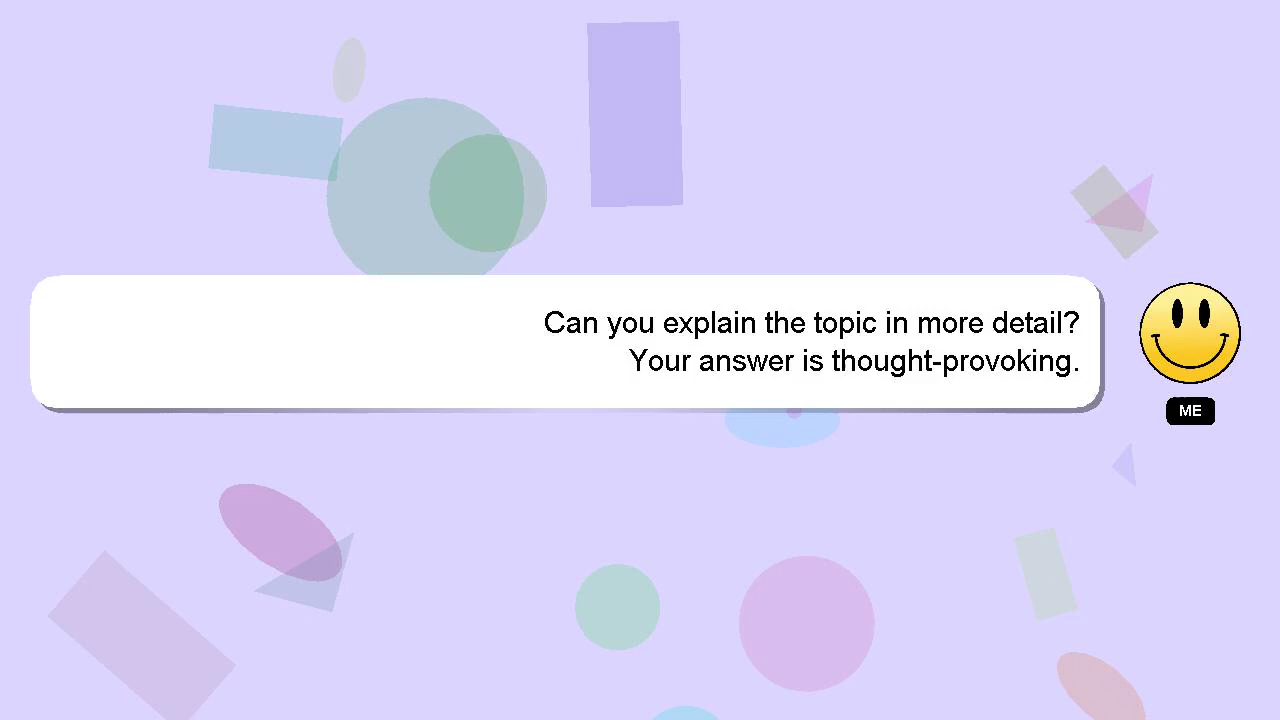 Can you explain the topic in more detail?
Your answer is thought-provoking.
ME